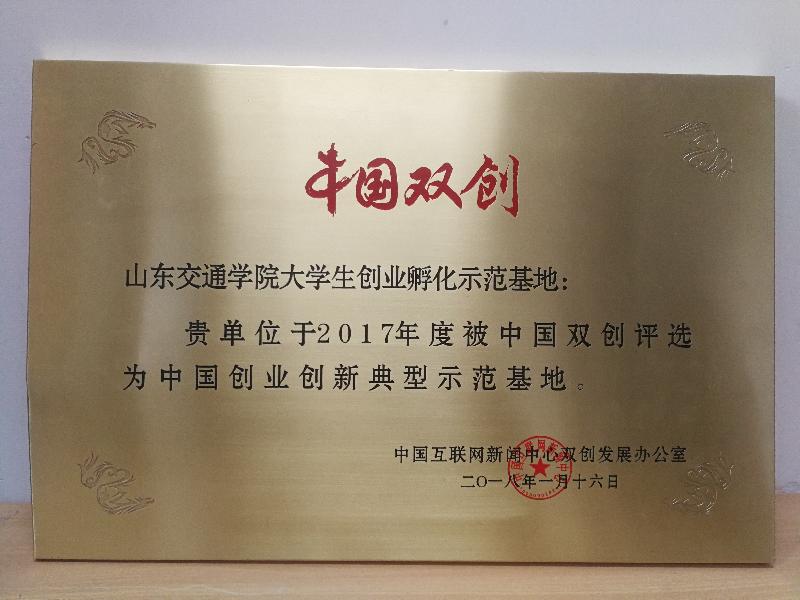 中国双创
山东交通学院大学生创业孵化示范基地：
贵单位于2017年度被中国双创评选
为中国创业创新典型示范基地。
中国互联网新闻中心双创发展办公室
二〇一八年一月十六日